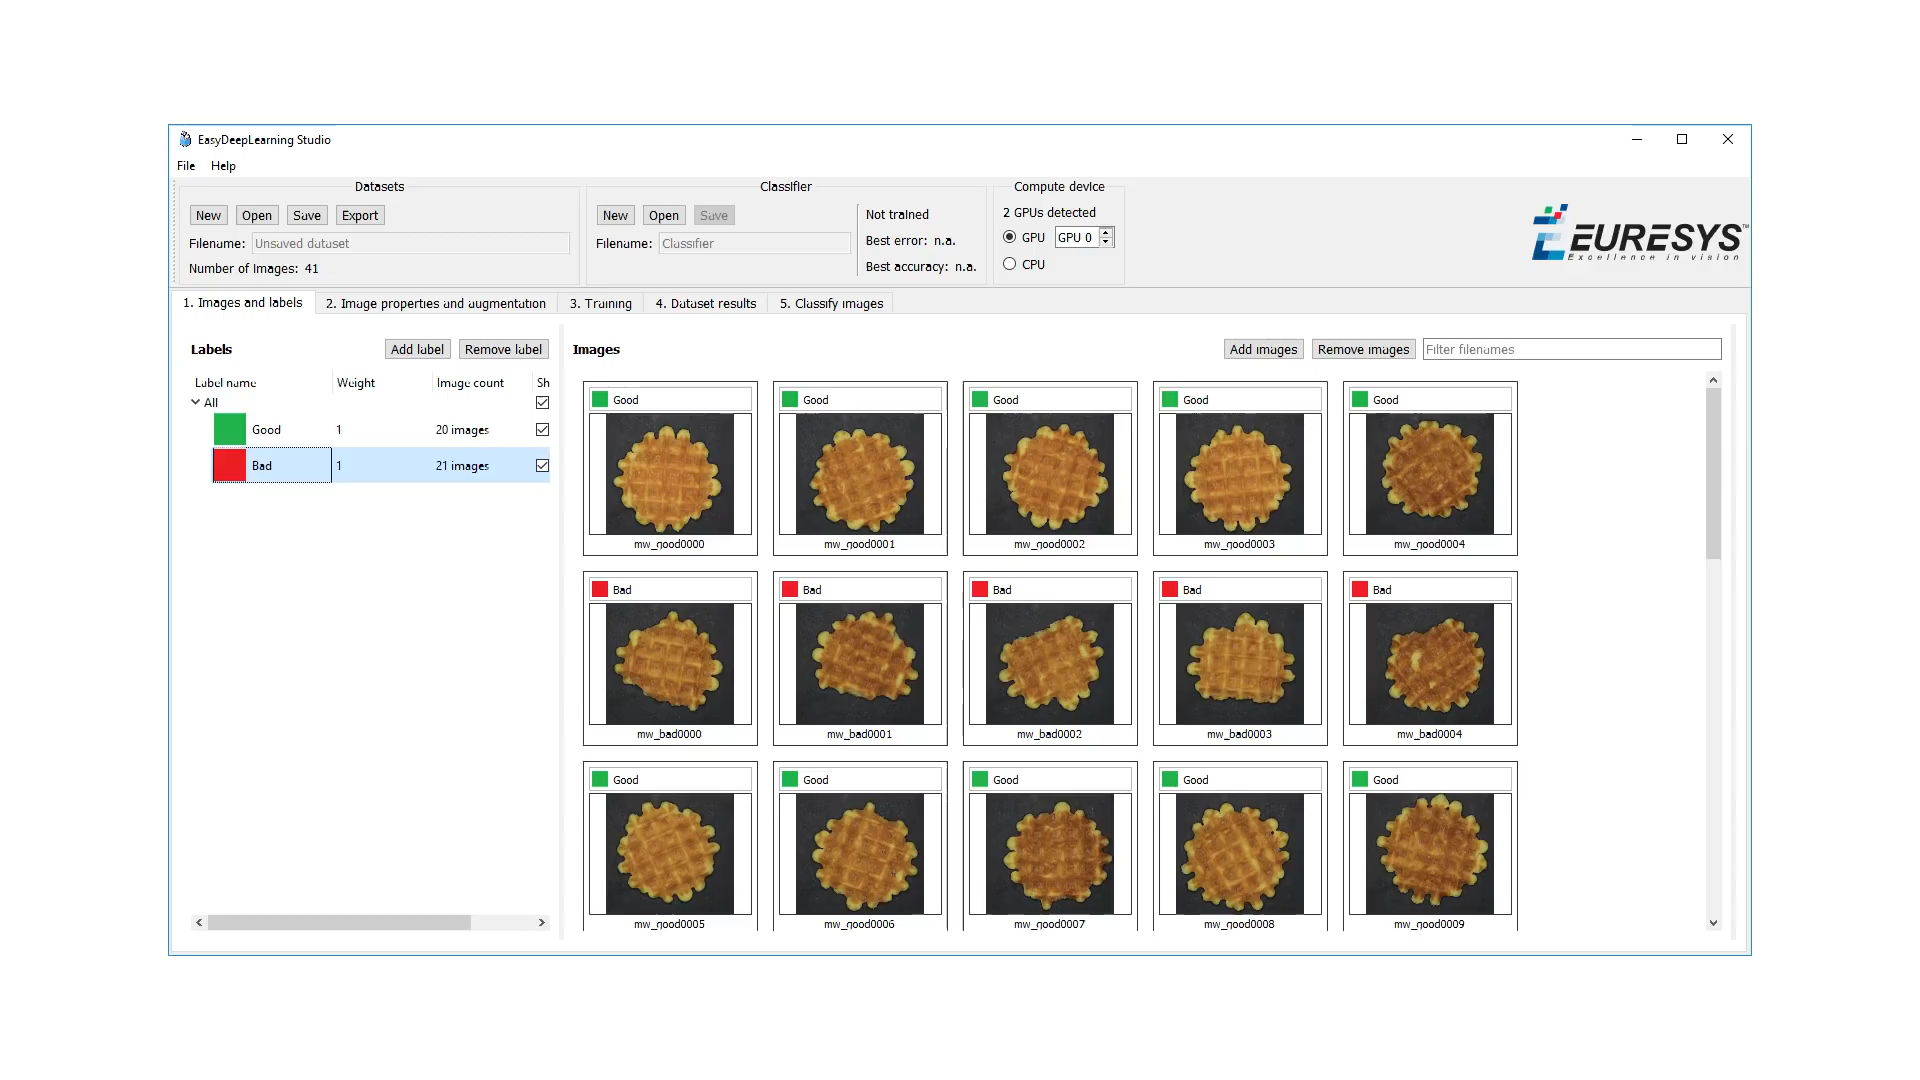 EasyDeepLearning Studio
File Help
Datasets
New Open Save Export
Filename: Unsaved dataset
Number of Images: 41
Classifier
New Open Save
Filename: Classifier
Not trained
Best error: n.a.
Best accuracy: n.a.
Compute device
2 GPUs detected
GPU GPU 0
CPU
EURESYS™
Excellence in vision
1. Images and labels 2. Image properties and augmentation 3. Training 4. Dataset results 5. Classify images
Labels Add label Remove label
Label name Weight Image count Sh
All
Good 1 20 images
Bad 1 21 images
Images Add images Remove images Filter filenames
Good Good Good Good Good
mw_good0000 mw_good0001 mw_good0002 mw_good0003 mw_good0004
Bad Bad Bad Bad Bad
mw_bad0000 mw_bad0001 mw_bad0002 mw_bad0003 mw_bad0004
Good Good Good Good Good
mw_good0005 mw_good0006 mw_good0007 mw_good0008 mw_good0009